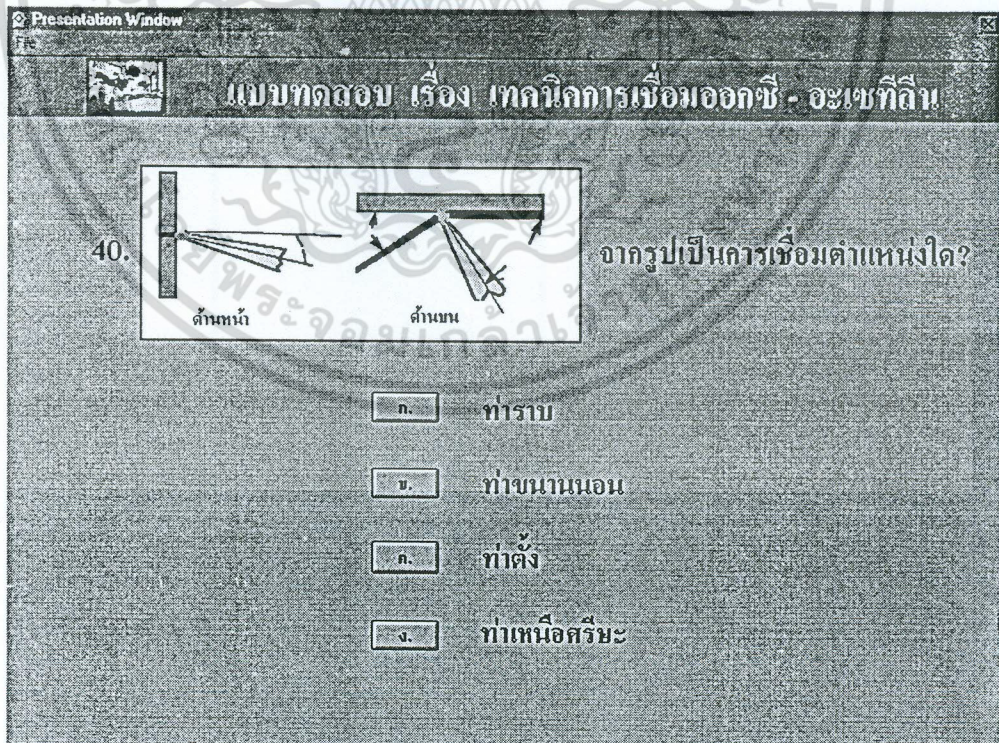 Presentation Window
File
แบบทดสอบ เรื่อง เทคนิคการเชื่อมออกซี - อะเซทีลีน
40.
จากรูปเป็นการเชื่อมตำแหน่งใด?
ด้านหน้า
ด้านบน
ก. ท่าราบ
ข. ท่าขนานนอน
ค. ท่าตั้ง
ง. ท่าเหนือศรีษะ